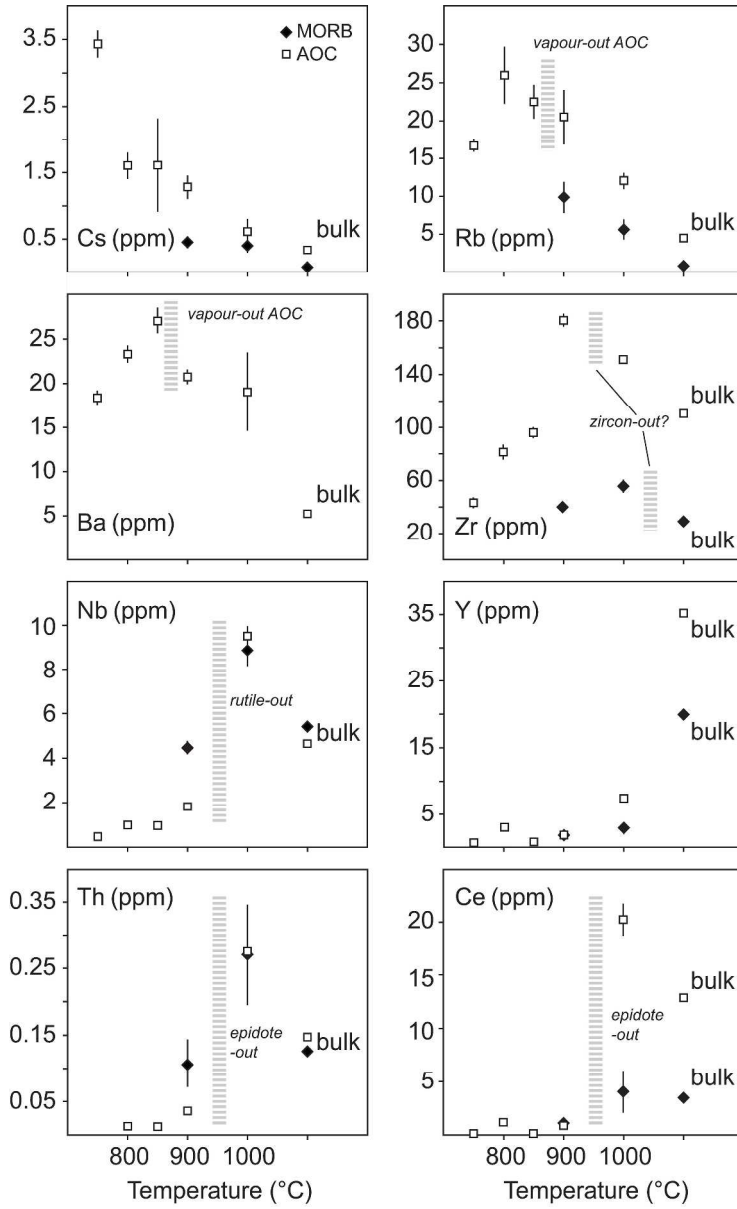 3.5
2.5
1.5
0.5
Cs (ppm)
MORB
AOC
bulk
30
25
20
15
10
5
Rb (ppm)
vapour-out AOC
bulk
25
20
15
10
5
Ba (ppm)
vapour-out AOC
bulk
180
140
100
60
20
Zr (ppm)
zircon-out?
bulk
bulk
Nb (ppm)
10
8
6
4
2
rutile-out
bulk
Y (ppm)
35
25
15
5
bulk
bulk
Th (ppm)
0.35
0.25
0.15
0.05
epidote
-out
bulk
800
900
1000
Temperature (°C)
Ce (ppm)
20
15
10
5
epidote
-out
bulk
bulk
800
900
1000
Temperature (°C)